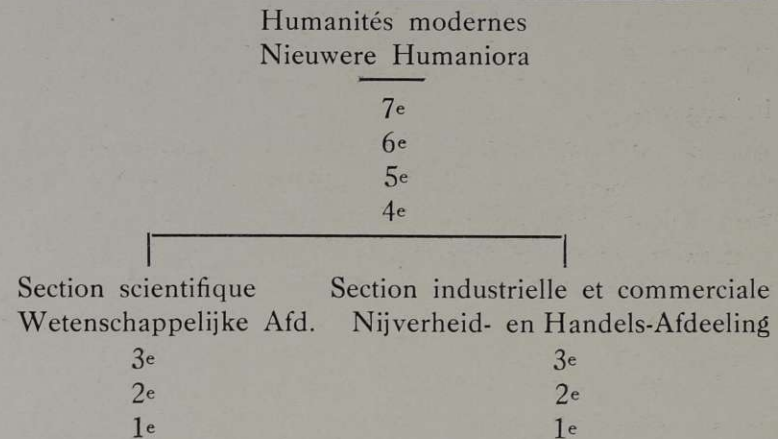 Humanités modernes
Nieuwere Humaniora
7e
6e
5e
4e
Section scientifique
Wetenschappelijke Afd.
3e
2e
1e
Section industrielle et commerciale
Nijverheid- en Handels-Afdeeling
3e
2e
1e